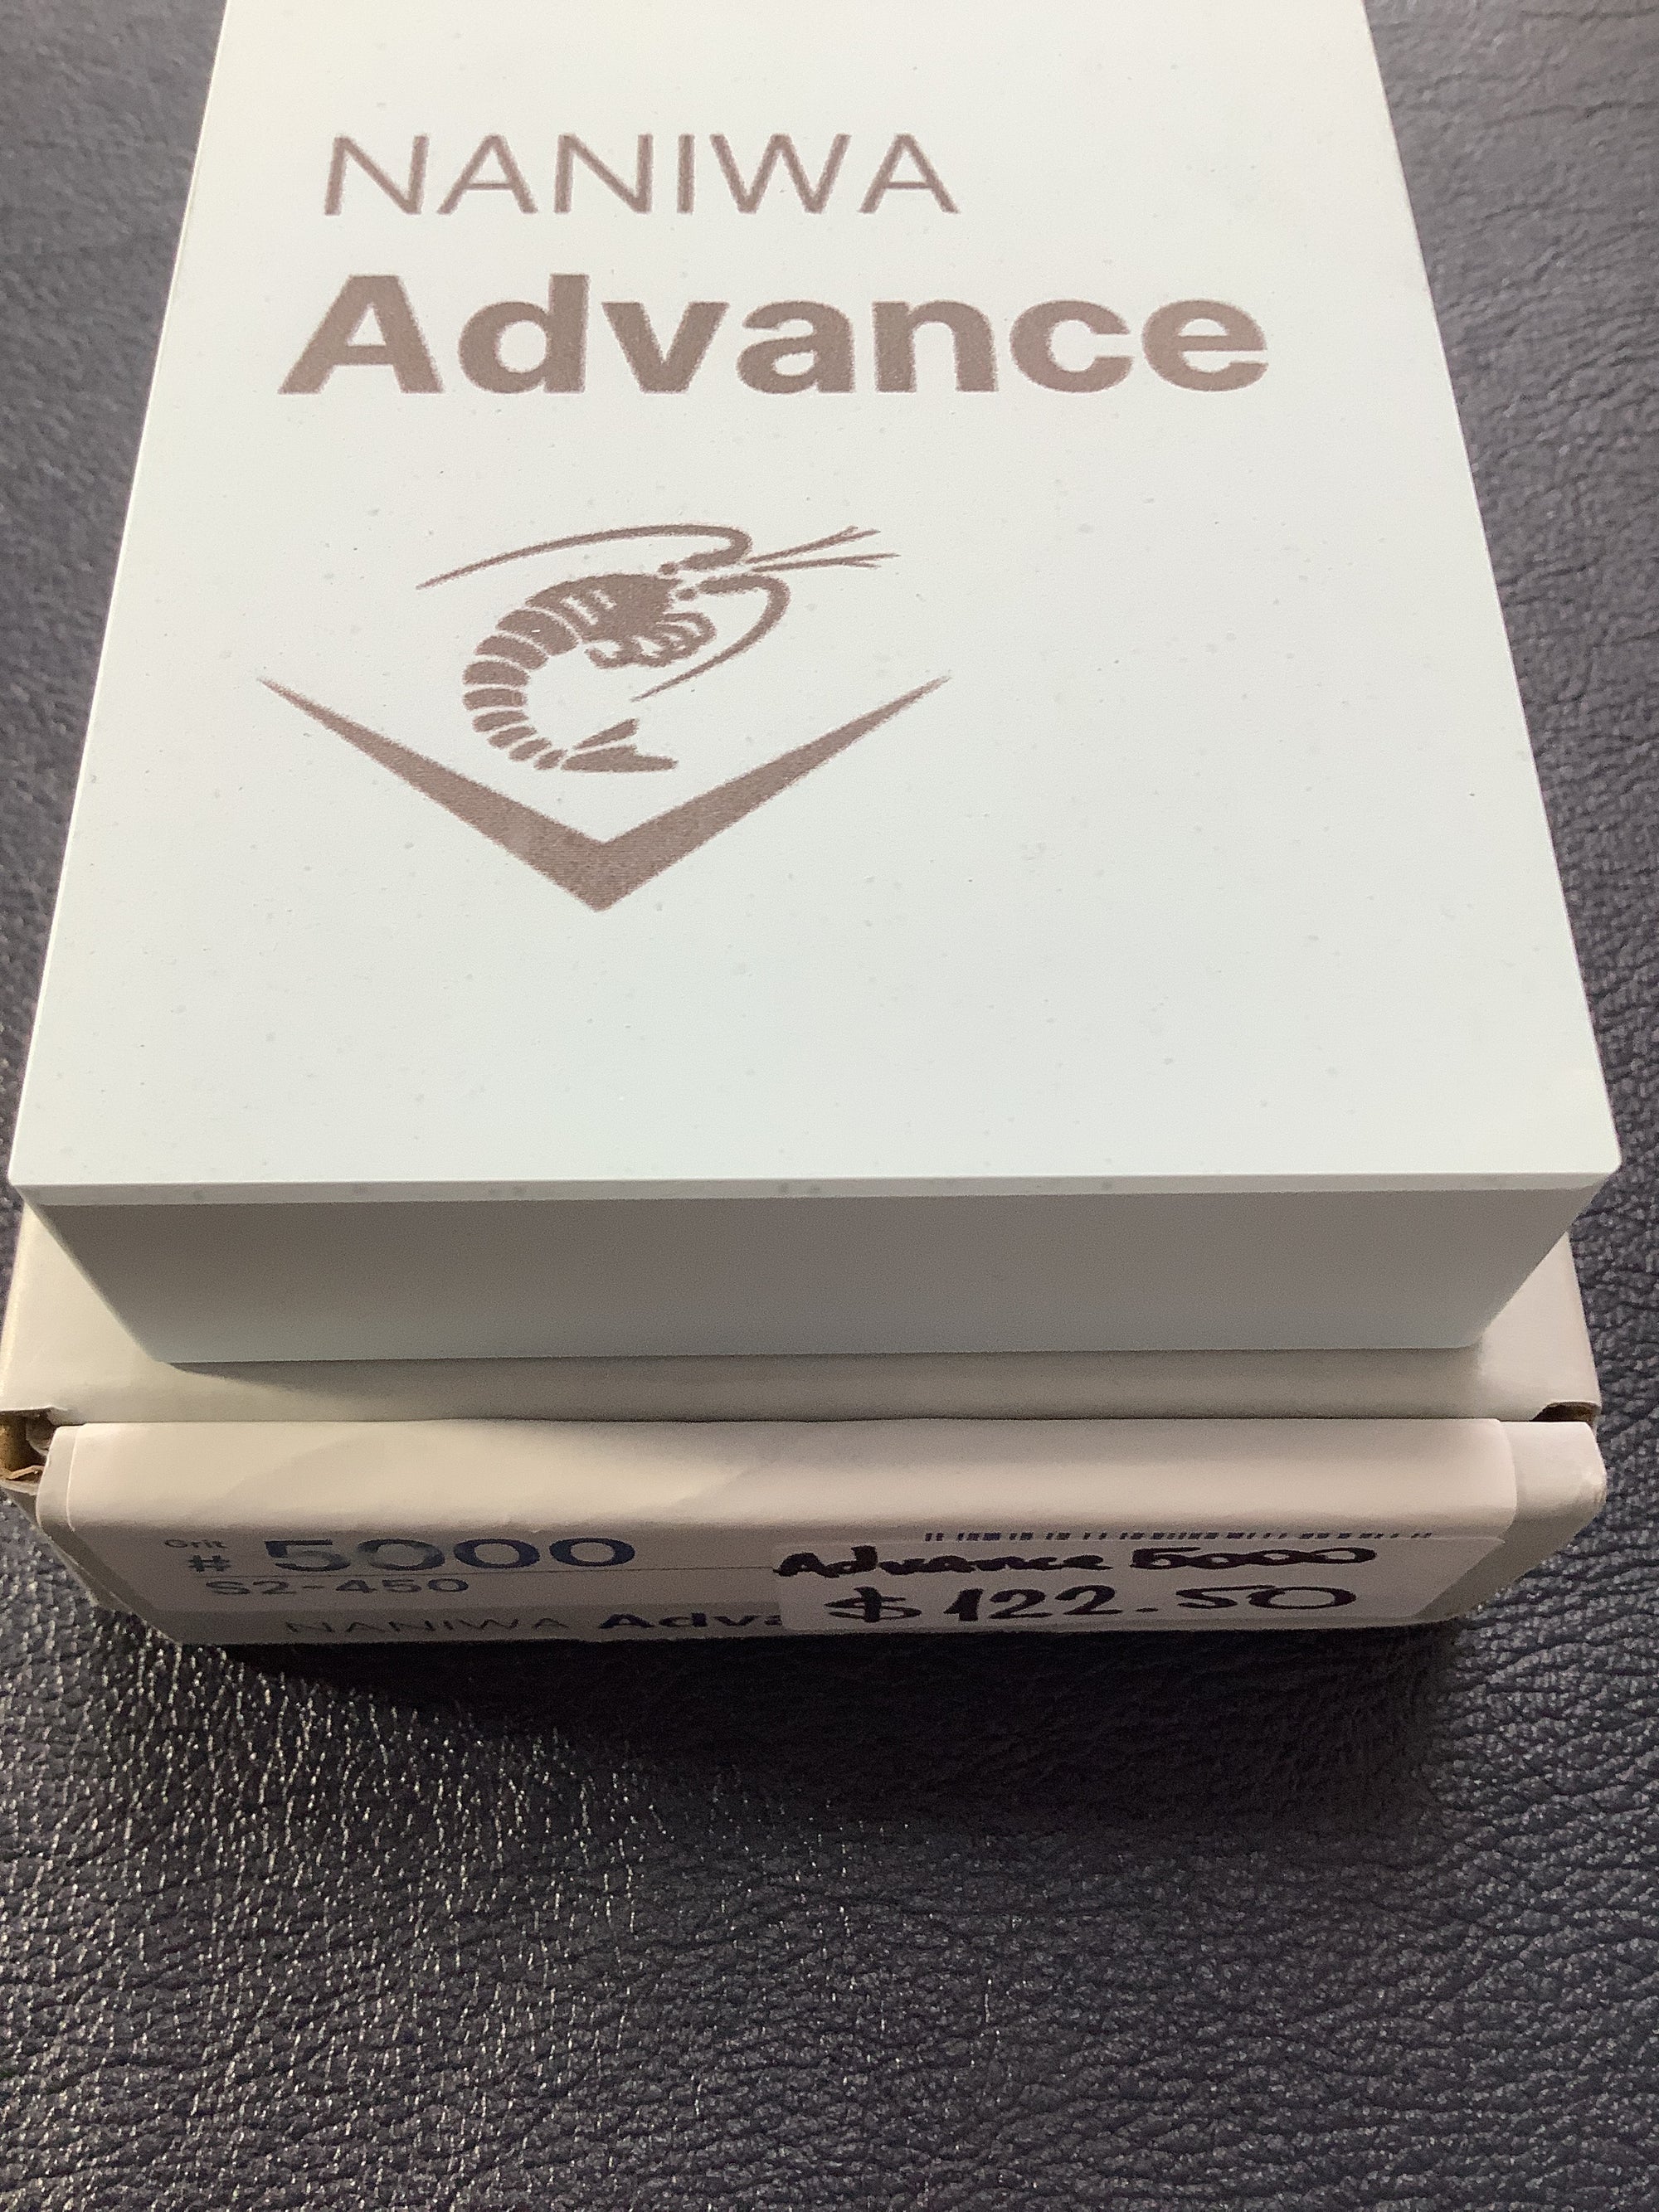 NANIWA
Advance
Grit
# 5000
S2-450
NANIWA Adva
Advance 5000
$122.50